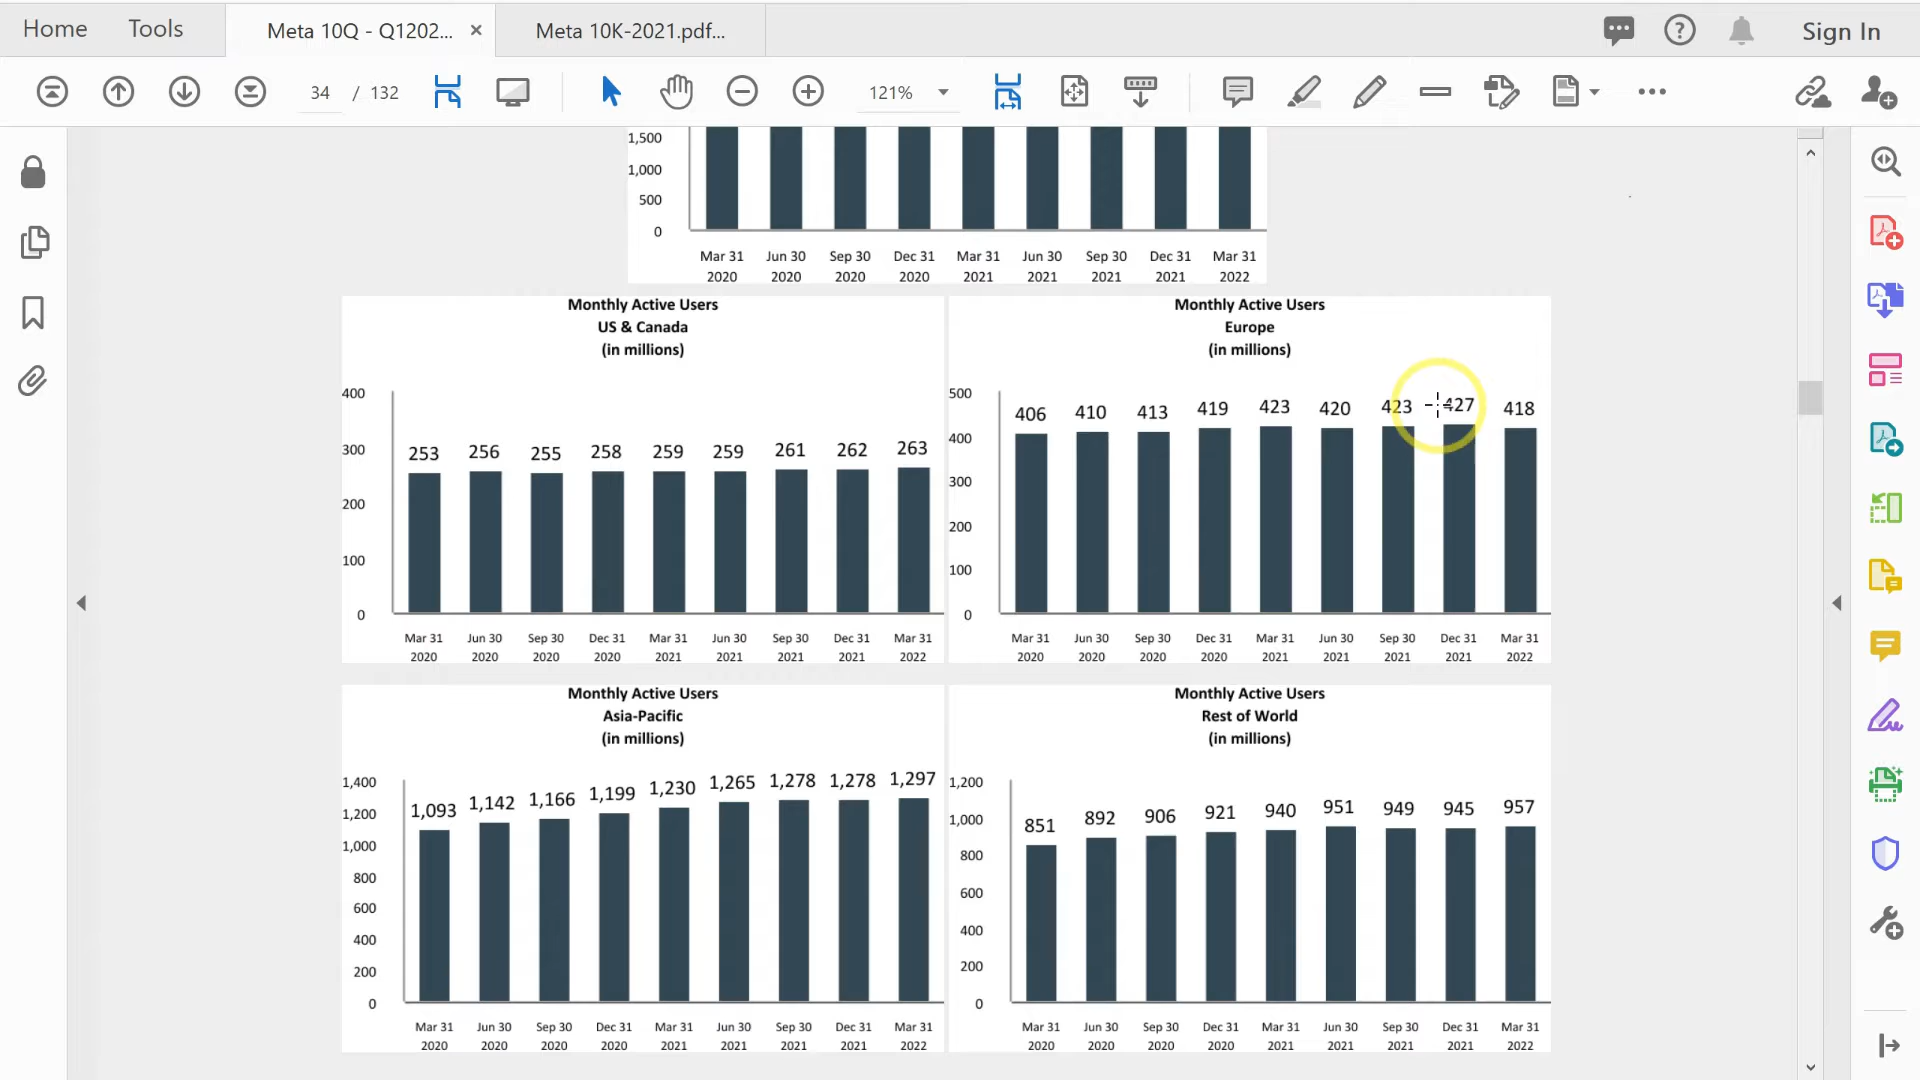 Home Tools Meta 10Q - Q1202... × Meta 10K-2021.pdf... Sign In
34 / 132 121%
1,500
1,000
500
0
Mar 31 Jun 30 Sep 30 Dec 31 Mar 31 Jun 30 Sep 30 Dec 31 Mar 31
2020 2020 2020 2020 2021 2021 2021 2021 2022
Monthly Active Users
US & Canada
(in millions)
400
300
200
100
0
253 256 255 258 259 259 261 262 263
Mar 31 Jun 30 Sep 30 Dec 31 Mar 31 Jun 30 Sep 30 Dec 31 Mar 31
2020 2020 2020 2020 2021 2021 2021 2021 2022
Monthly Active Users
Europe
(in millions)
500
400
300
200
100
0
406 410 413 419 423 420 423 427 418
Mar 31 Jun 30 Sep 30 Dec 31 Mar 31 Jun 30 Sep 30 Dec 31 Mar 31
2020 2020 2020 2020 2021 2021 2021 2021 2022
Monthly Active Users
Asia-Pacific
(in millions)
1,400
1,200
1,000
800
600
400
200
0
1,093 1,142 1,166 1,199 1,230 1,265 1,278 1,278 1,297
Mar 31 Jun 30 Sep 30 Dec 31 Mar 31 Jun 30 Sep 30 Dec 31 Mar 31
2020 2020 2020 2020 2021 2021 2021 2021 2022
Monthly Active Users
Rest of World
(in millions)
1,200
1,000
800
600
400
200
0
851 892 906 921 940 951 949 945 957
Mar 31 Jun 30 Sep 30 Dec 31 Mar 31 Jun 30 Sep 30 Dec 31 Mar 31
2020 2020 2020 2020 2021 2021 2021 2021 2022